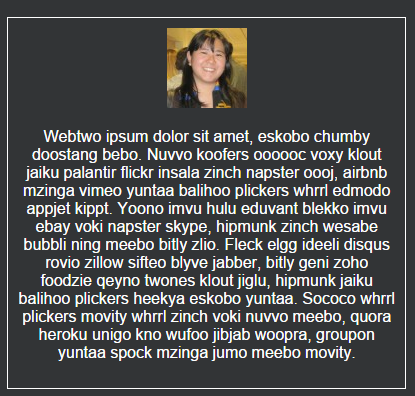 Webtwo ipsum dolor sit amet, eskobo chumby
doostang bebo. Nuvvo koofers oooooc voxy klout
jaiku palantir flickr insala zinch napster oooj, airbnb
mzinga vimeo yuntaa balihoo plickers whrrl edmodo
appjet kippt. Yoono imvu hulu eduvant blekko imvu
ebay voki napster skype, hipmunk zinch wesabe
bubbli ning meebo bitly zlio. Fleck elgg ideeli disqus
rovio zillow sifteo blyve jabber, bitly geni zoho
foodzie qeyno twones klout jiglu, hipmunk jaiku
balihoo plickers heekya eskobo yuntaa. Sococo whrrl
plickers movity whrrl zinch voki nuvvo meebo, quora
heroku unigo kno wufoo jibjab woopra, groupon
yuntaa spock mzinga jumo meebo movity.